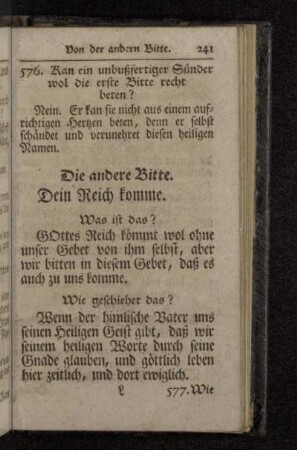 Von der andern Bitte. 241
576. Kan ein unbußfertiger Sünder
wol die erste Bitte recht
beten?
Nein. Er kan sie nicht aus einem auf-
richtigen Hertzen beten, denn er selbst
schändet und verunehret diesen heiligen
Namen.
Die andere Bitte.
Dein Reich komme.
Was ist das?
GOttes Reich kömmt wol ohne
unser Gebet von ihm selbst, aber
wir bitten in diesem Gebet, daß es
auch zu uns komme.
Wie geschiehet das?
Wenn der himlische Vater uns
seinen Heiligen Geist gibt, daß wir
seinem heiligen Worte durch seine
Gnade glauben, und göttlich leben
hier zeitlich, und dort ewiglich.
L 577. Wie